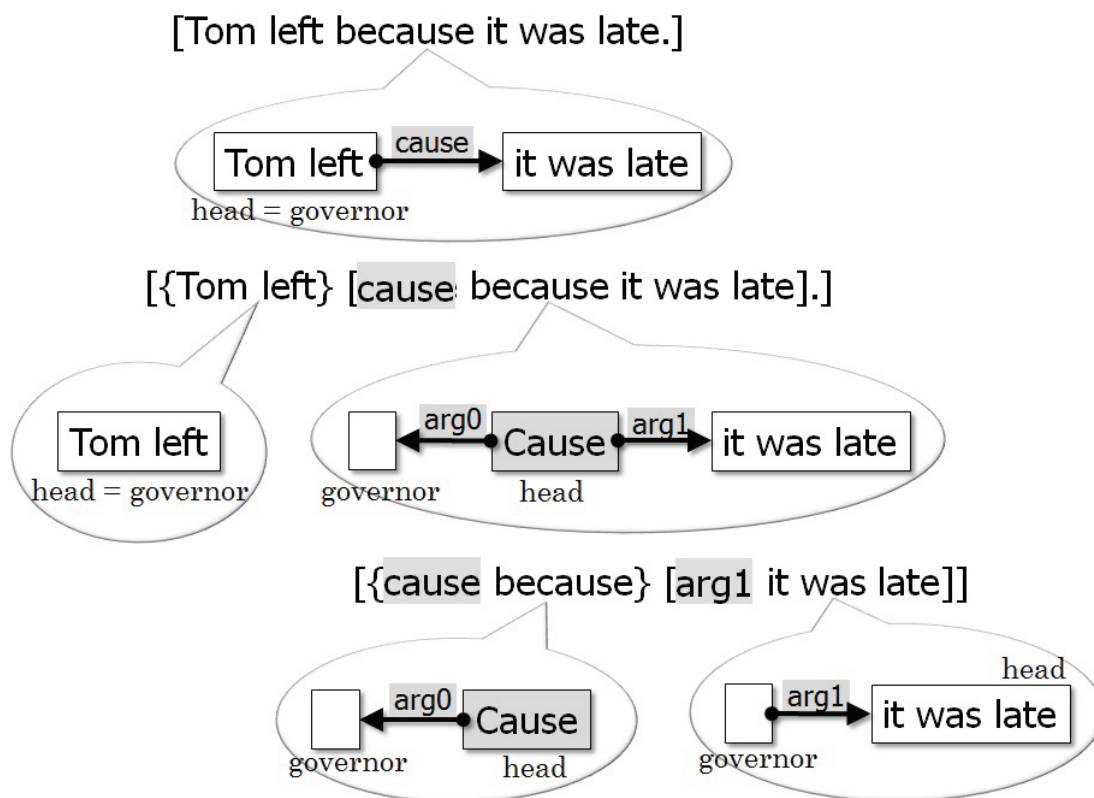 [Tom left because it was late.]
cause
Tom left it was late
head = governor
[{Tom left} [cause: because it was late].]
arg0 arg1
Tom left Cause it was late
head = governor governor head
[{cause because} [arg1 it was late]]
head
arg0 arg1
Cause it was late
governor head governor